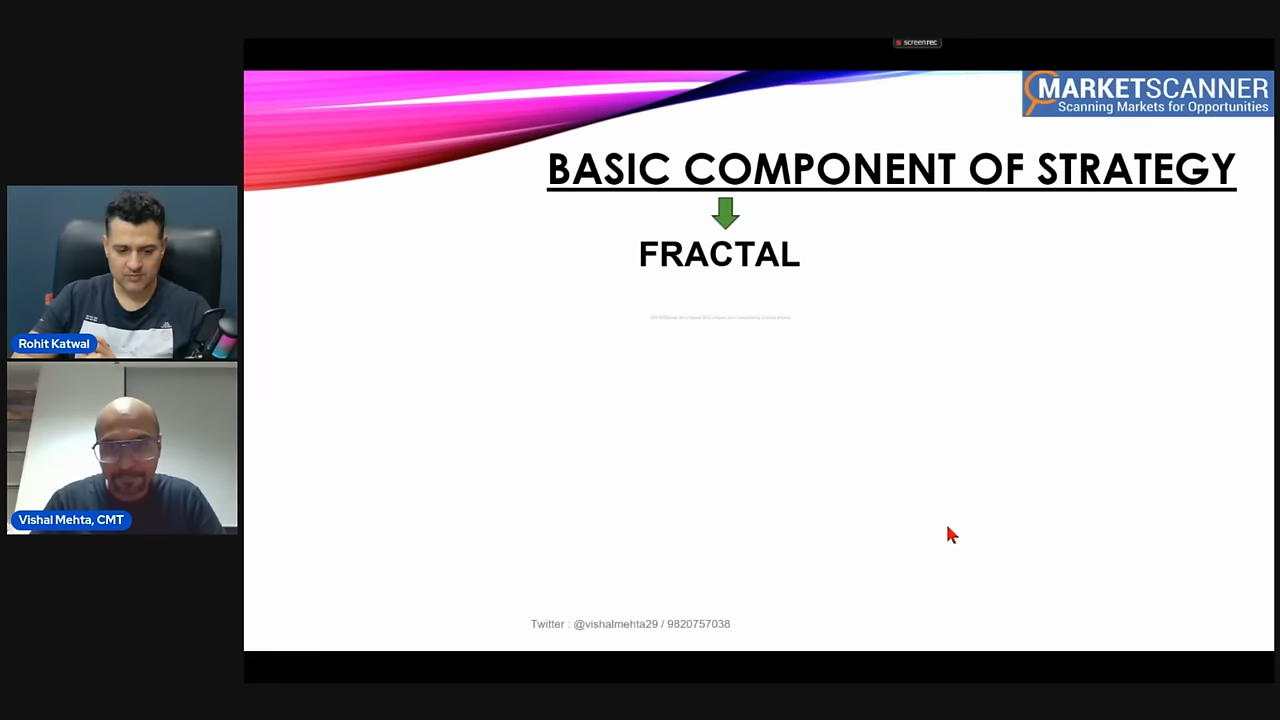 screenrec
MARKETSCANNER
Scanning Markets for Opportunities
BASIC COMPONENT OF STRATEGY
FRACTAL
Rohit Katwal
Vishal Mehta, CMT
Twitter : @vishalmehta29 / 9820757038